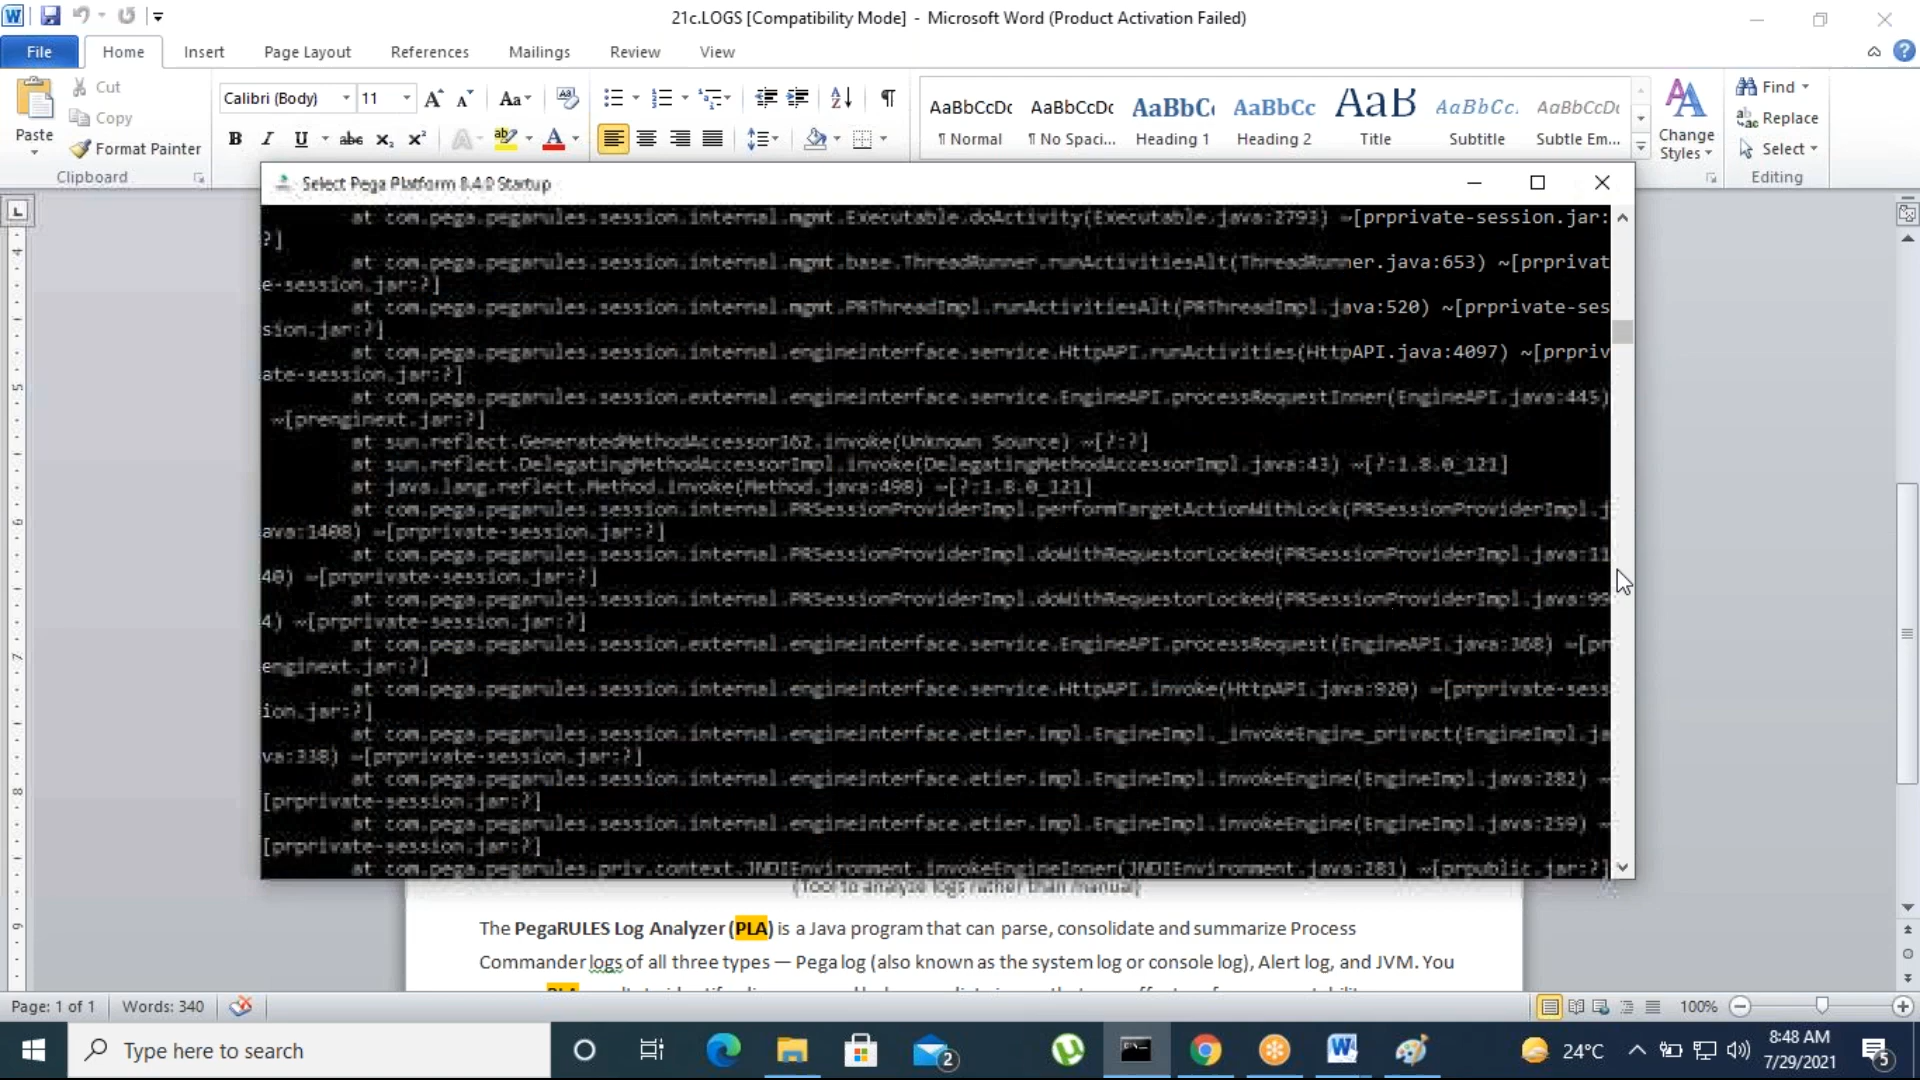 21c.LOGS [Compatibility Mode] - Microsoft Word (Product Activation Failed)
File Home Insert Page Layout References Mailings Review View
Paste
Cut
Copy
Format Painter
Clipboard
Calibri (Body) 11
AaBbCcDc AaBbCcDc AaBbC AaBbCc AaB AaBbCc. AaBbCcDc
¶ Normal ¶ No Spaci... Heading 1 Heading 2 Title Subtitle Subtle Em...
Change Styles
Find
Replace
Select
Editing
Select Pega Platform 8.4.0 Startup
at com.pega.pegarules.session.internal.mgmt.Executable.doActivity(Executable.java:2793) ~[prprivate-session.jar:
?]
at com.pega.pegarules.session.internal.mgmt.base.ThreadRunner.runActivitiesAlt(ThreadRunner.java:653) ~[prprivat
e-session.jar:?]
at com.pega.pegarules.session.internal.mgmt.PRThreadImpl.runActivitiesAlt(PRThreadImpl.java:520) ~[prprivate-ses
sion.jar:?]
at com.pega.pegarules.session.internal.engineinterface.service.HttpAPI.runActivities(HttpAPI.java:4097) ~[prpriv
ate-session.jar:?]
at com.pega.pegarules.session.external.engineinterface.service.EngineAPI.processRequestInner(EngineAPI.java:445)
~[prenginext.jar:?]
at sun.reflect.GeneratedMethodAccessor162.invoke(Unknown Source) ~[?:?]
at sun.reflect.DelegatingMethodAccessorImpl.invoke(DelegatingMethodAccessorImpl.java:43) ~[?:1.8.0_121]
at java.lang.reflect.Method.invoke(Method.java:498) ~[?:1.8.0_121]
at com.pega.pegarules.session.internal.PRSessionProviderImpl.performTargetActionWithLock(PRSessionProviderImpl.j
ava:1408) ~[prprivate-session.jar:?]
at com.pega.pegarules.session.internal.PRSessionProviderImpl.doWithRequestorLocked(PRSessionProviderImpl.java:11
40) ~[prprivate-session.jar:?]
at com.pega.pegarules.session.internal.PRSessionProviderImpl.doWithRequestorLocked(PRSessionProviderImpl.java:99
4) ~[prprivate-session.jar:?]
at com.pega.pegarules.session.external.engineinterface.service.EngineAPI.processRequest(EngineAPI.java:368) ~[pr
enginext.jar:?]
at com.pega.pegarules.session.internal.engineinterface.service.HttpAPI.invoke(HttpAPI.java:920) ~[prprivate-sess
ion.jar:?]
at com.pega.pegarules.session.internal.engineinterface.etier.impl.EngineImpl._invokeEngine_privact(EngineImpl.ja
va:338) ~[prprivate-session.jar:?]
at com.pega.pegarules.session.internal.engineinterface.etier.impl.EngineImpl.invokeEngine(EngineImpl.java:282) ~
[prprivate-session.jar:?]
at com.pega.pegarules.session.internal.engineinterface.etier.impl.EngineImpl.invokeEngine(EngineImpl.java:259) ~
[prprivate-session.jar:?]
at com.pega.pegarules.priv.context.JNDIEnvironment.invokeEngineInner(JNDIEnvironment.java:281) ~[prpublic.jar:?]
(Tool to analyze logs rather than manual)
The PegaRULES Log Analyzer (PLA) is a Java program that can parse, consolidate and summarize Process
Commander logs of all three types — Pega log (also known as the system log or console log), Alert log, and JVM. You
Page: 1 of 1 Words: 340 100%
Type here to search
2
24°C
8:48 AM
7/29/2021
5